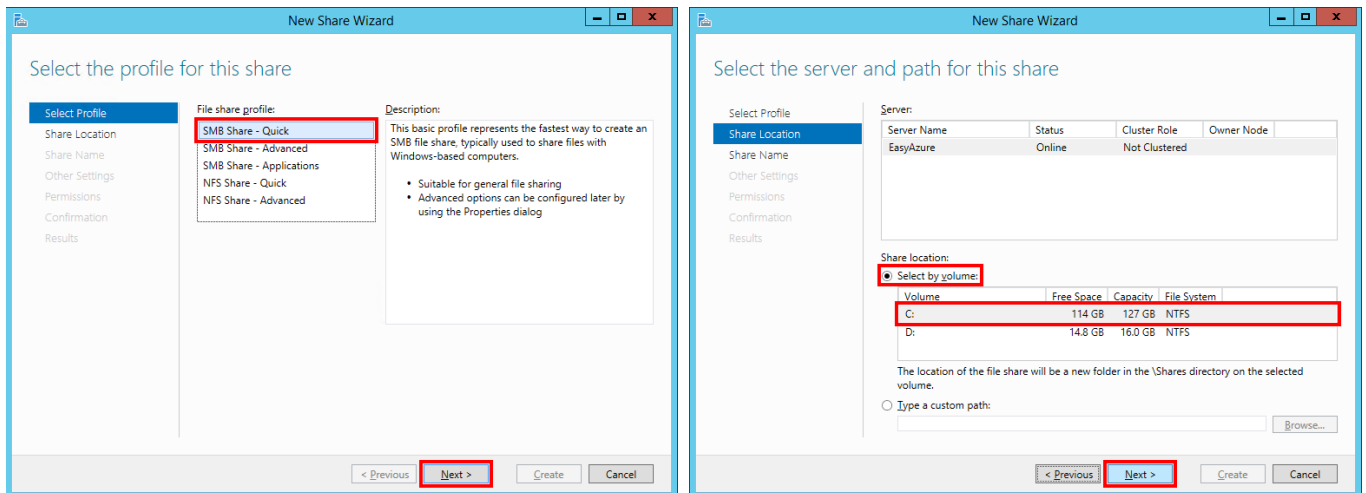 New Share Wizard
Select the profile for this share
Select Profile
Share Location
Share Name
Other Settings
Permissions
Confirmation
Results
File share profile:
SMB Share - Quick
SMB Share - Advanced
SMB Share - Applications
NFS Share - Quick
NFS Share - Advanced
Description:
This basic profile represents the fastest way to create an
SMB file share, typically used to share files with
Windows-based computers.
• Suitable for general file sharing
• Advanced options can be configured later by
using the Properties dialog
< Previous Next > Create Cancel
New Share Wizard
Select the server and path for this share
Select Profile
Share Location
Share Name
Other Settings
Permissions
Confirmation
Results
Server:
Server Name Status Cluster Role Owner Node
EasyAzure Online Not Clustered
Share location:
Select by volume:
Volume Free Space Capacity File System
C: 114 GB 127 GB NTFS
D: 14.8 GB 16.0 GB NTFS
The location of the file share will be a new folder in the \Shares directory on the selected
volume.
Type a custom path:
Browse...
< Previous Next > Create Cancel